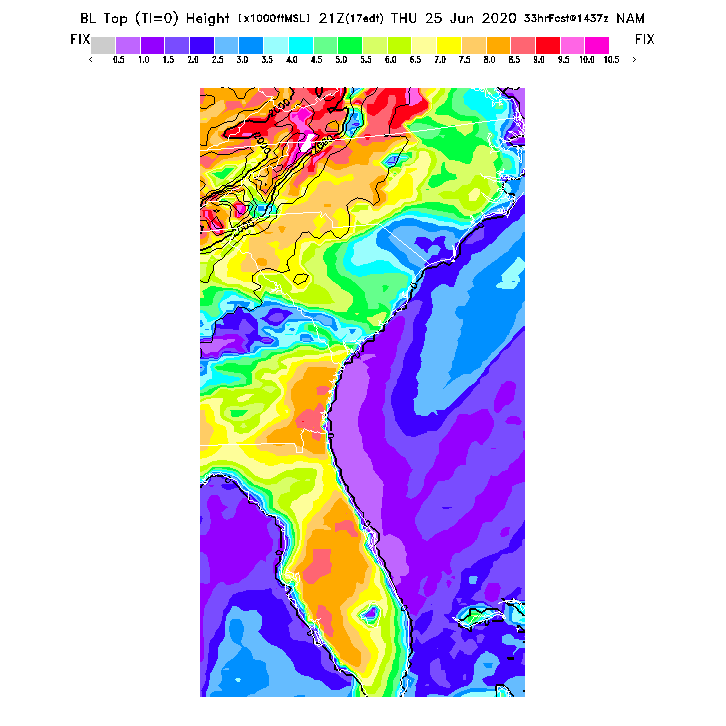 BL Top (TI=0) Height [x1000ftMSL] 21Z(17edt) THU 25 Jun 2020 33hrFcst@1437z NAM
FIX FIX
< 0.5 1.0 1.5 2.0 2.5 3.0 3.5 4.0 4.5 5.0 5.5 6.0 6.5 7.0 7.5 8.0 8.5 9.0 9.5 10.0 10.5 >
2000